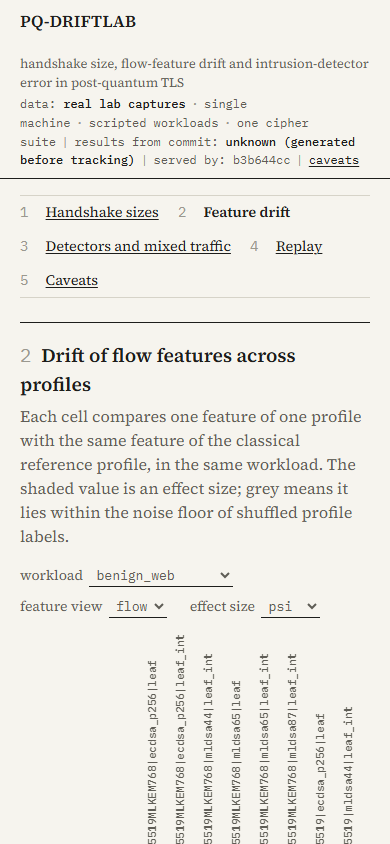 PQ-DRIFTLAB
handshake size, flow-feature drift and intrusion-detector
error in post-quantum TLS
data: real lab captures · single
machine · scripted workloads · one cipher
suite | results from commit: unknown (generated
before tracking) | served by: b3b644cc | caveats
1 Handshake sizes 2 Feature drift
3 Detectors and mixed traffic 4 Replay
5 Caveats
2 Drift of flow features across
profiles
Each cell compares one feature of one profile
with the same feature of the classical
reference profile, in the same workload. The
shaded value is an effect size; grey means it
lies within the noise floor of shuffled profile
labels.
workload benign_web
feature view flow effect size psi
5519MLKEM768|ecdsa_p256|leaf
5519MLKEM768|ecdsa_p256|leaf_int
5519MLKEM768|mldsa44|leaf_int
5519MLKEM768|mldsa65|leaf
5519MLKEM768|mldsa65|leaf_int
5519MLKEM768|mldsa87|leaf_int
5519|ecdsa_p256|leaf
5519|mldsa44|leaf_int